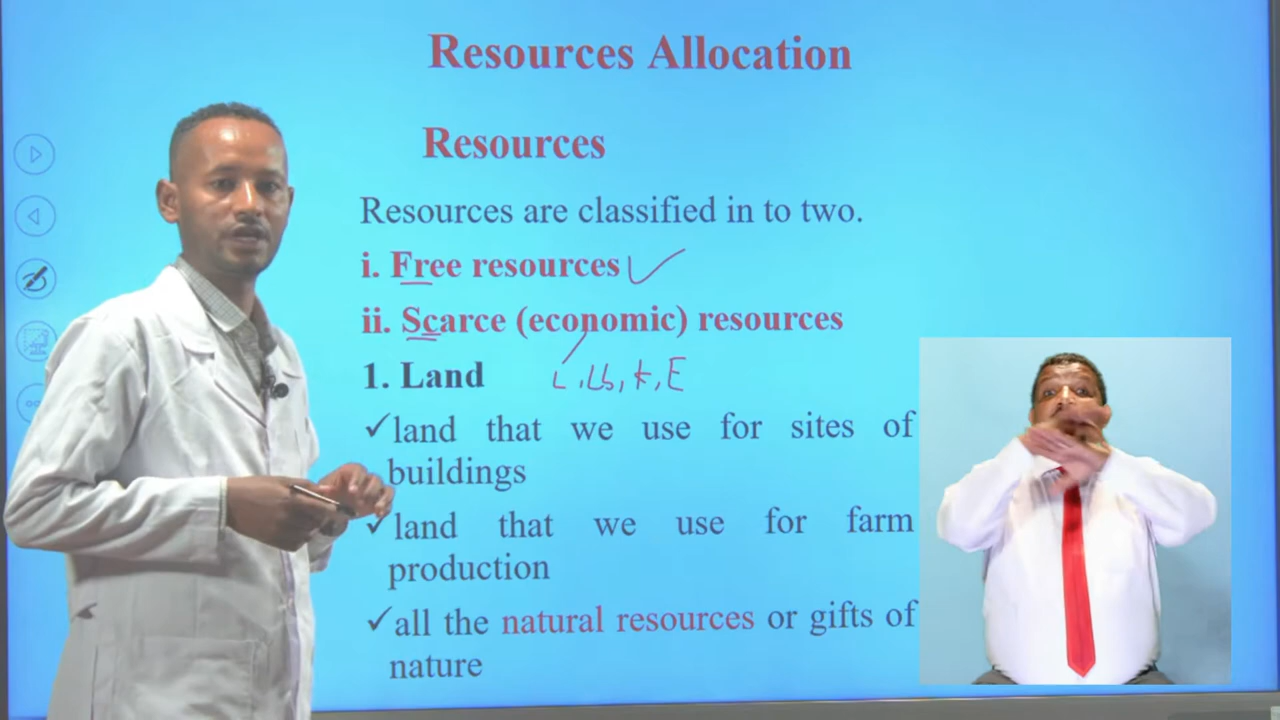 Resources Allocation
Resources
Resources are classified in to two.
i. Free resources
ii. Scarce (economic) resources
1. Land
L, Lb, k, E
✓land that we use for sites of
buildings
✓land that we use for farm
production
✓all the natural resources or gifts of
nature